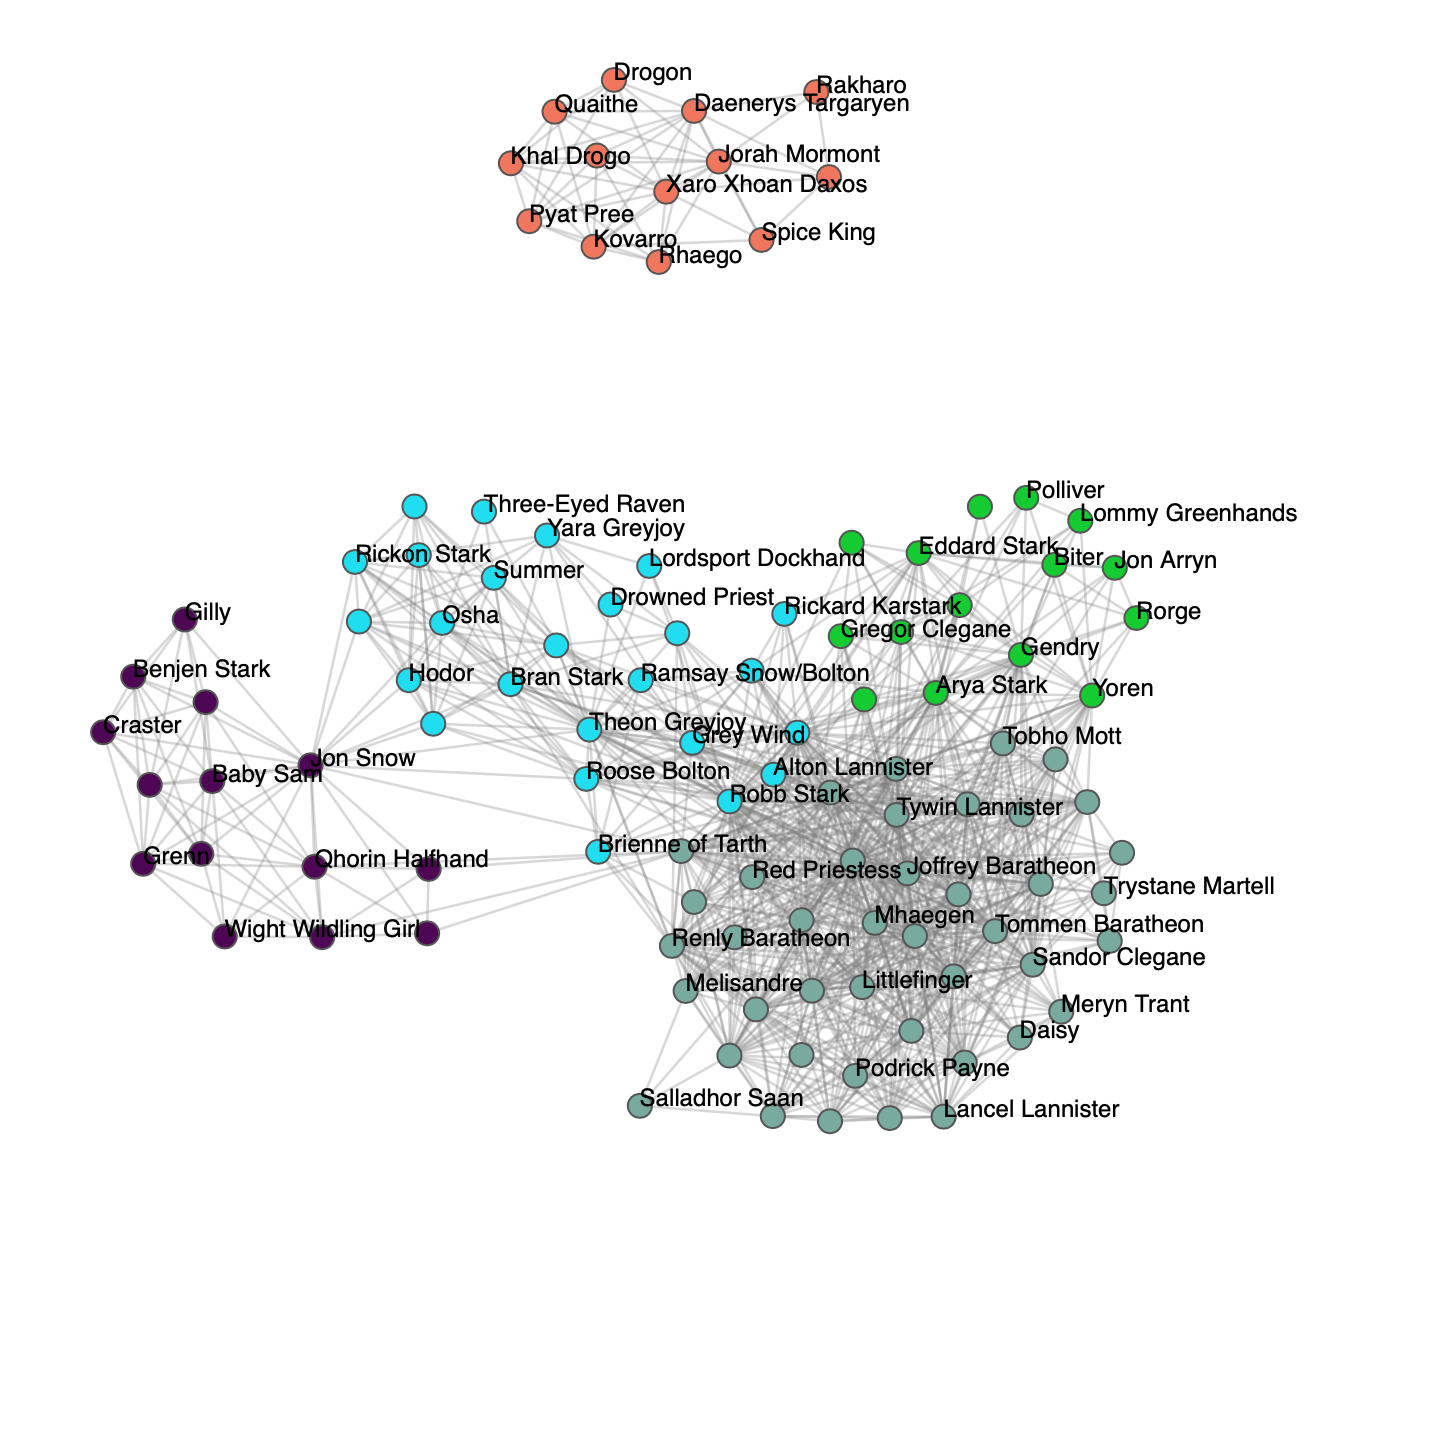 Drogon
Rakharo
Quaithe
Daenerys Targaryen
Khal Drogo
Jorah Mormont
Xaro Xhoan Daxos
Pyat Pree
Spice King
Kovarro
Rhaego
Polliver
Three-Eyed Raven
Lommy Greenhands
Yara Greyjoy
Eddard Stark
Rickon Stark
Lordsport Dockhand
Biter
Jon Arryn
Summer
Drowned Priest
Rickard Karstark
Gilly
Osha
Rorge
Gregor Clegane
Gendry
Benjen Stark
Hodor
Bran Stark
Ramsay Snow/Bolton
Arya Stark
Yoren
Craster
Theon Greyjoy
Grey Wind
Tobho Mott
Jon Snow
Baby Sam
Roose Bolton
Alton Lannister
Robb Stark
Tywin Lannister
Grenn
Qhorin Halfhand
Brienne of Tarth
Red Priestess
Joffrey Baratheon
Trystane Martell
Mhaegen
Tommen Baratheon
Wight Wildling Girl
Renly Baratheon
Sandor Clegane
Melisandre
Littlefinger
Meryn Trant
Daisy
Podrick Payne
Salladhor Saan
Lancel Lannister